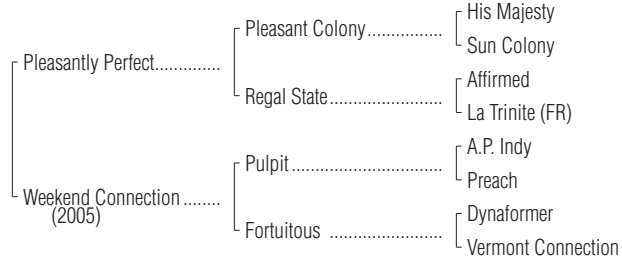 His Majesty
Pleasant Colony................
Sun Colony
Pleasantly Perfect..............
Affirmed
Regal State...........................
La Trinite (FR)
A.P. Indy
Pulpit....................................
Preach
Weekend Connection ........
(2005)
Dynaformer
Fortuitous ...........................
Vermont Connection